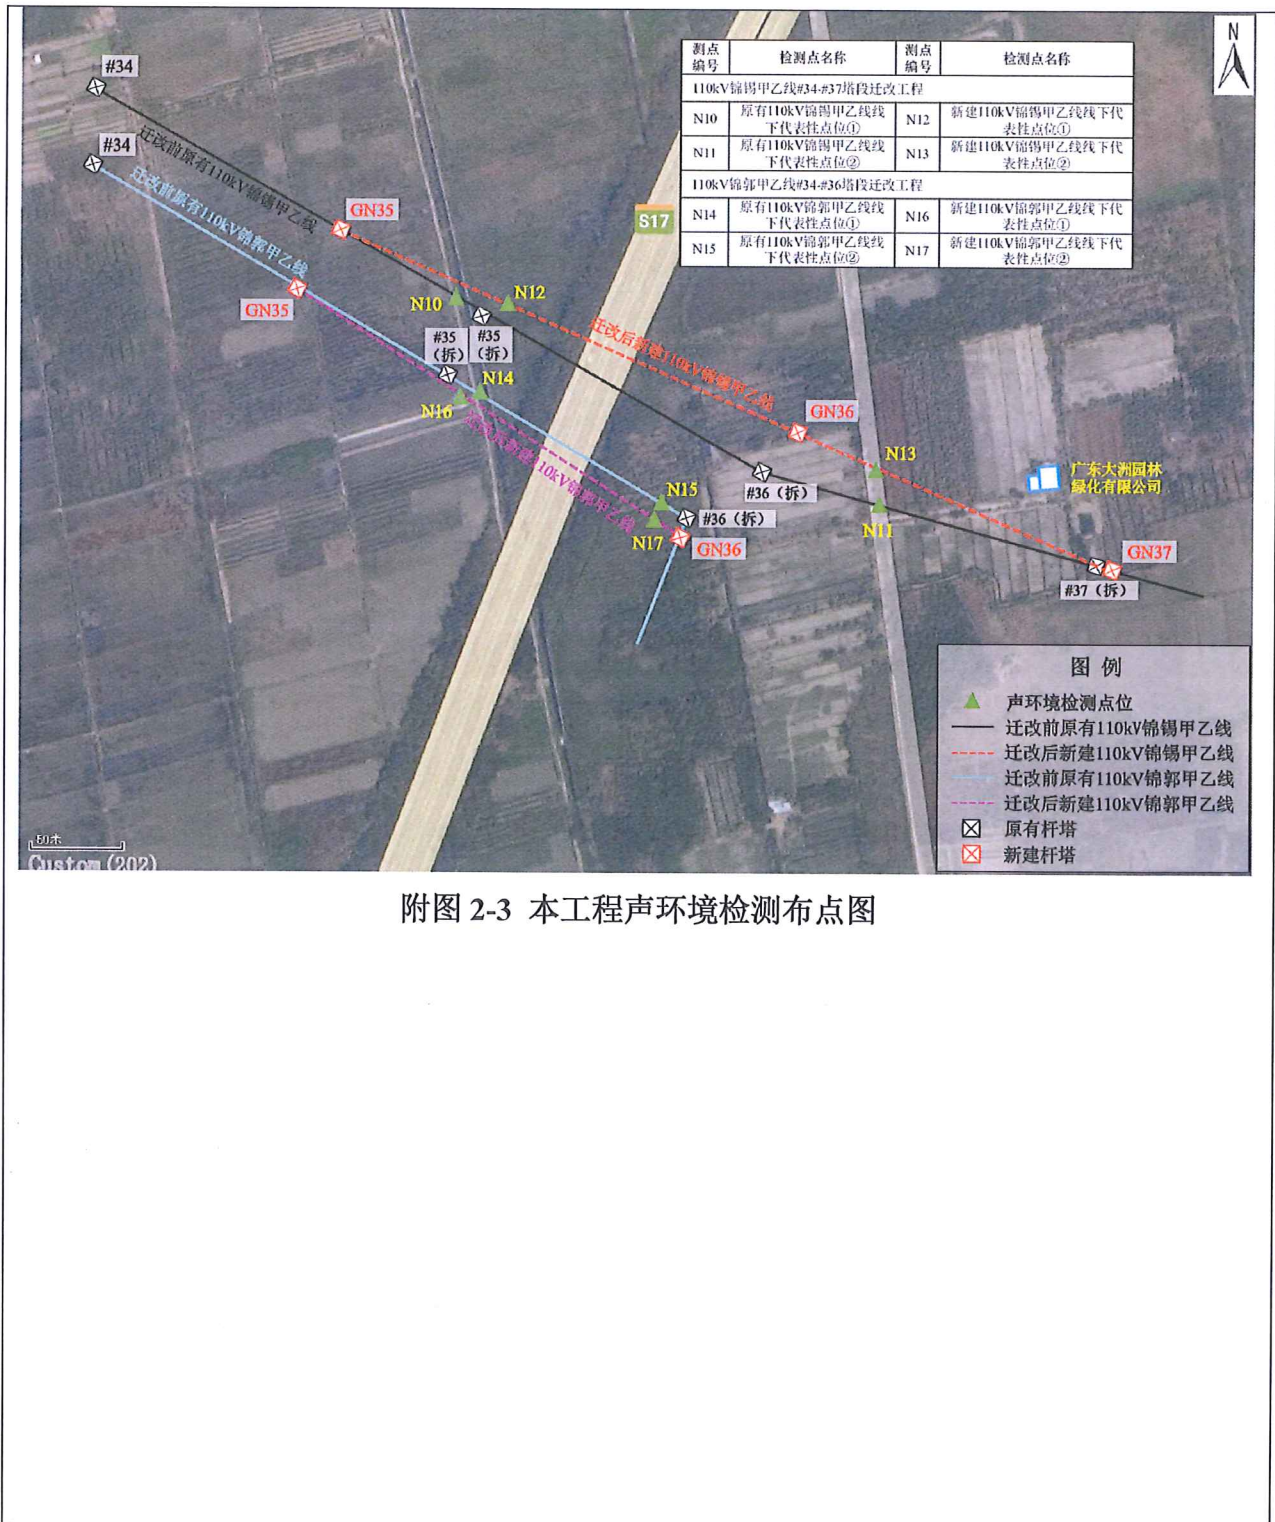 N
测点编号 检测点名称 测点编号 检测点名称
110kV锦锡甲乙线#34-#37塔段迁改工程
N10 原有110kV锦锡甲乙线线下代表性点位① N12 新建110kV锦锡甲乙线线下代表性点位①
N11 原有110kV锦锡甲乙线线下代表性点位② N13 新建110kV锦锡甲乙线线下代表性点位②
110kV锦郭甲乙线#34-#36塔段迁改工程
N14 原有110kV锦郭甲乙线线下代表性点位① N16 新建110kV锦郭甲乙线线下代表性点位①
N15 原有110kV锦郭甲乙线线下代表性点位② N17 新建110kV锦郭甲乙线线下代表性点位②
#34
#34
迁改前原有110kV锦锡甲乙线
迁改前原有110kV锦郭甲乙线
GN35
GN35
S17
N10
N12
#35
(拆)
#35
(拆)
迁改后新建110kV锦锡甲乙线
N14
N16
迁改后新建110kV锦郭甲乙线
GN36
N13
#36（拆）
N11
广东大洲园林
绿化有限公司
N15
#36（拆）
N17
GN36
GN37
#37（拆）
图 例
声环境检测点位
迁改前原有110kV锦锡甲乙线
迁改后新建110kV锦锡甲乙线
迁改前原有110kV锦郭甲乙线
迁改后新建110kV锦郭甲乙线
原有杆塔
新建杆塔
50米
Custom (202)
附图 2-3 本工程声环境检测布点图